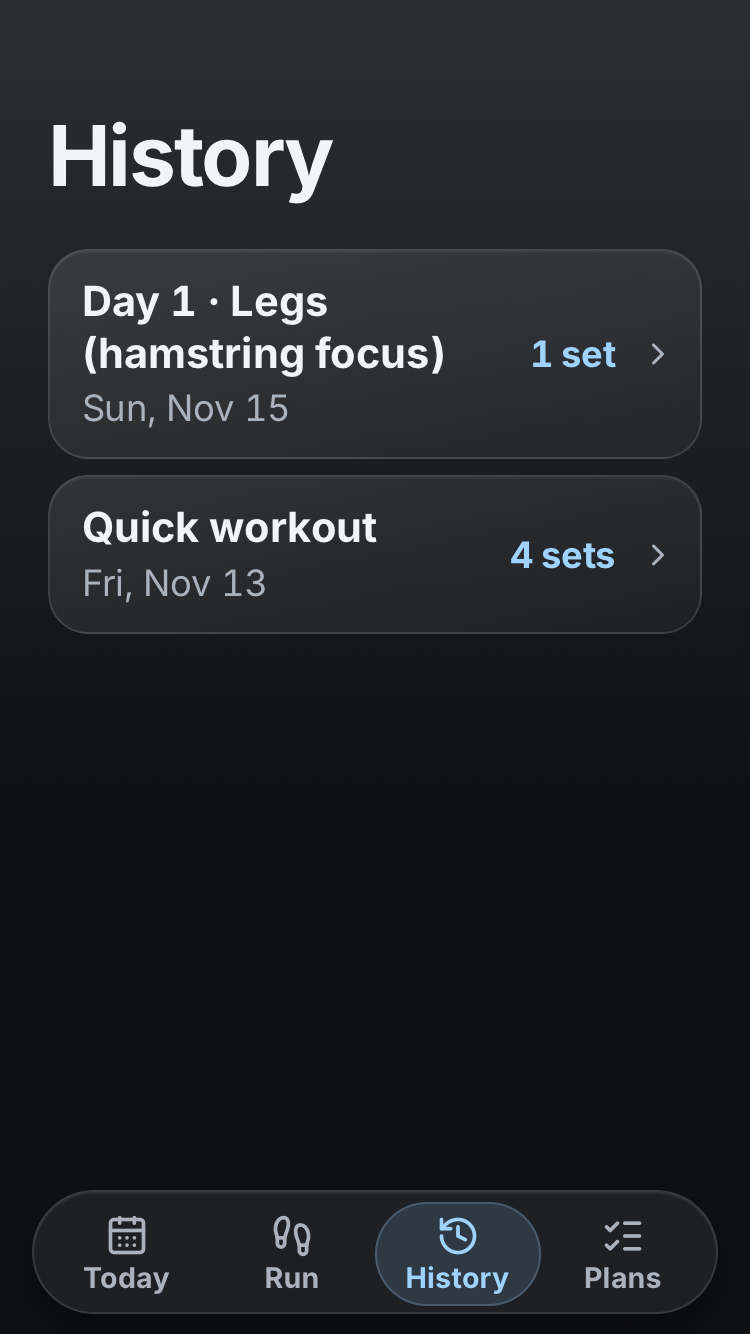 History
Day 1 · Legs
(hamstring focus)
1 set
Sun, Nov 15
Quick workout
4 sets
Fri, Nov 13
Today
Run
History
Plans